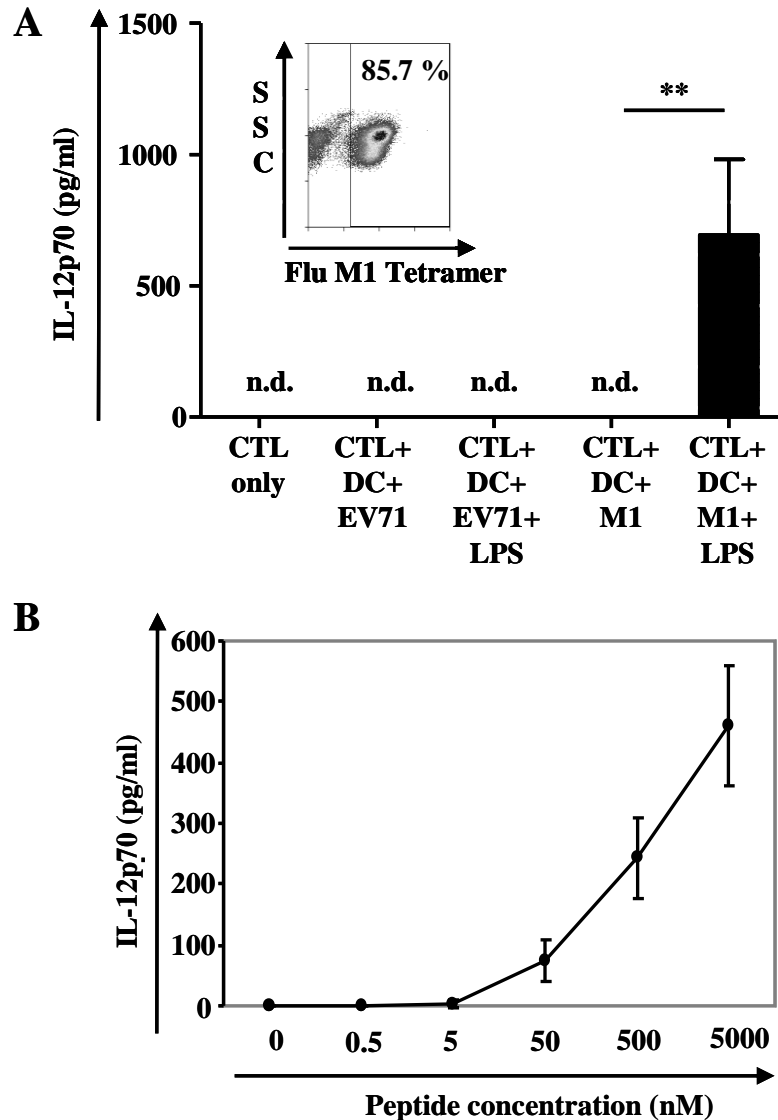 A
IL-12p70 (pg/ml)
1500
1000
500
0
S
S
C
85.7 %
Flu M1 Tetramer
**
n.d.
n.d.
n.d.
n.d.
CTL
only
CTL+
DC+
EV71
CTL+
DC+
EV71+
LPS
CTL+
DC+
M1
CTL+
DC+
M1+
LPS
B
IL-12p70 (pg/ml)
600
500
400
300
200
100
0
0 0.5 5 50 500 5000
Peptide concentration (nM)